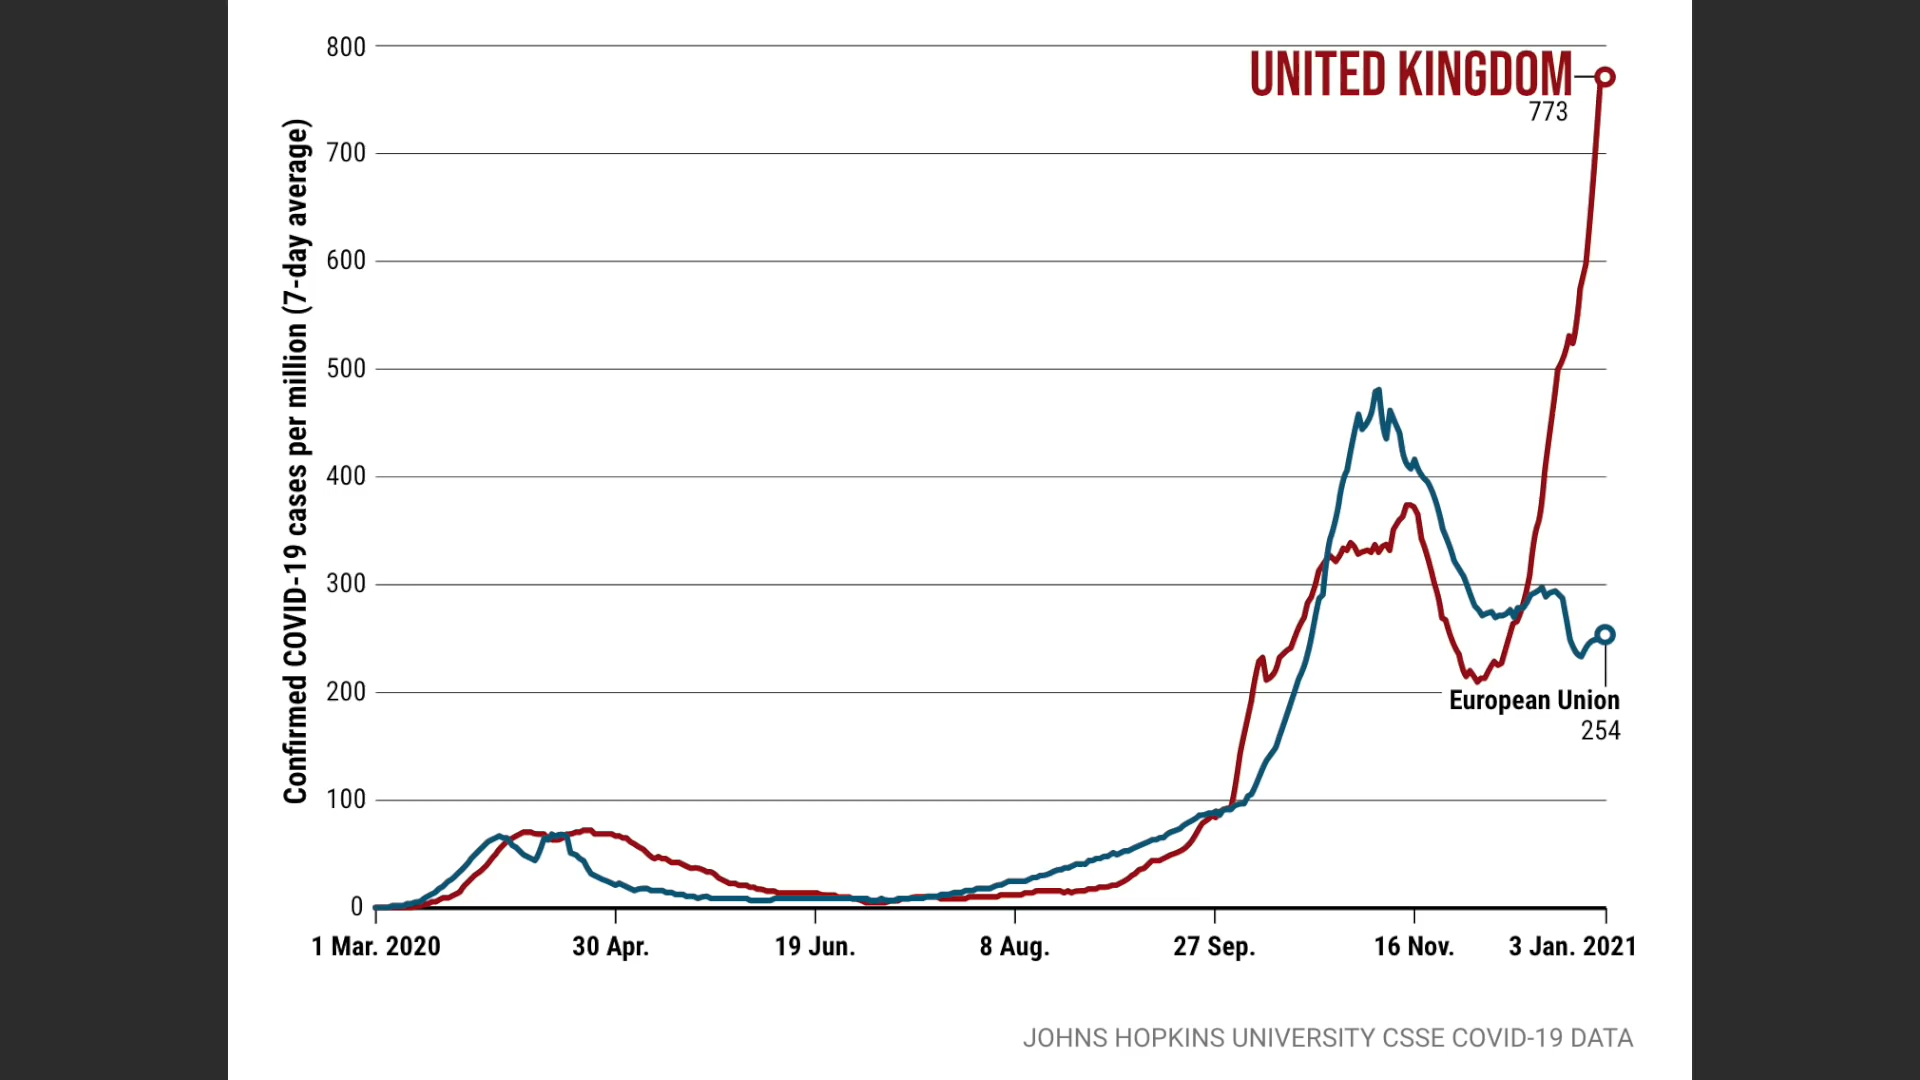 800
UNITED KINGDOM
773
700
600
500
400
300
200
100
0
Confirmed COVID-19 cases per million (7-day average)
European Union
254
1 Mar. 2020
30 Apr.
19 Jun.
8 Aug.
27 Sep.
16 Nov.
3 Jan. 2021
JOHNS HOPKINS UNIVERSITY CSSE COVID-19 DATA